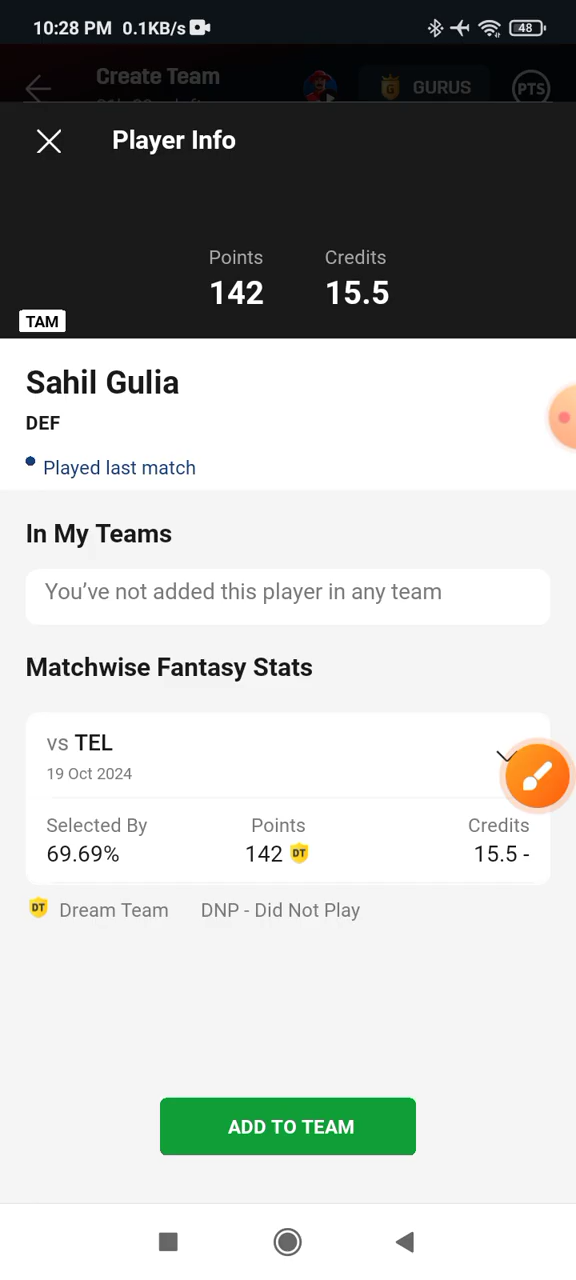 10:28 PM 0.1KB/s 48
Create Team GURUS PTS
Player Info
Points Credits
142 15.5
TAM
Sahil Gulia
DEF
Played last match
In My Teams
You’ve not added this player in any team
Matchwise Fantasy Stats
vs TEL
19 Oct 2024
Selected By Points Credits
69.69% 142 DT 15.5 -
DT Dream Team DNP - Did Not Play
ADD TO TEAM